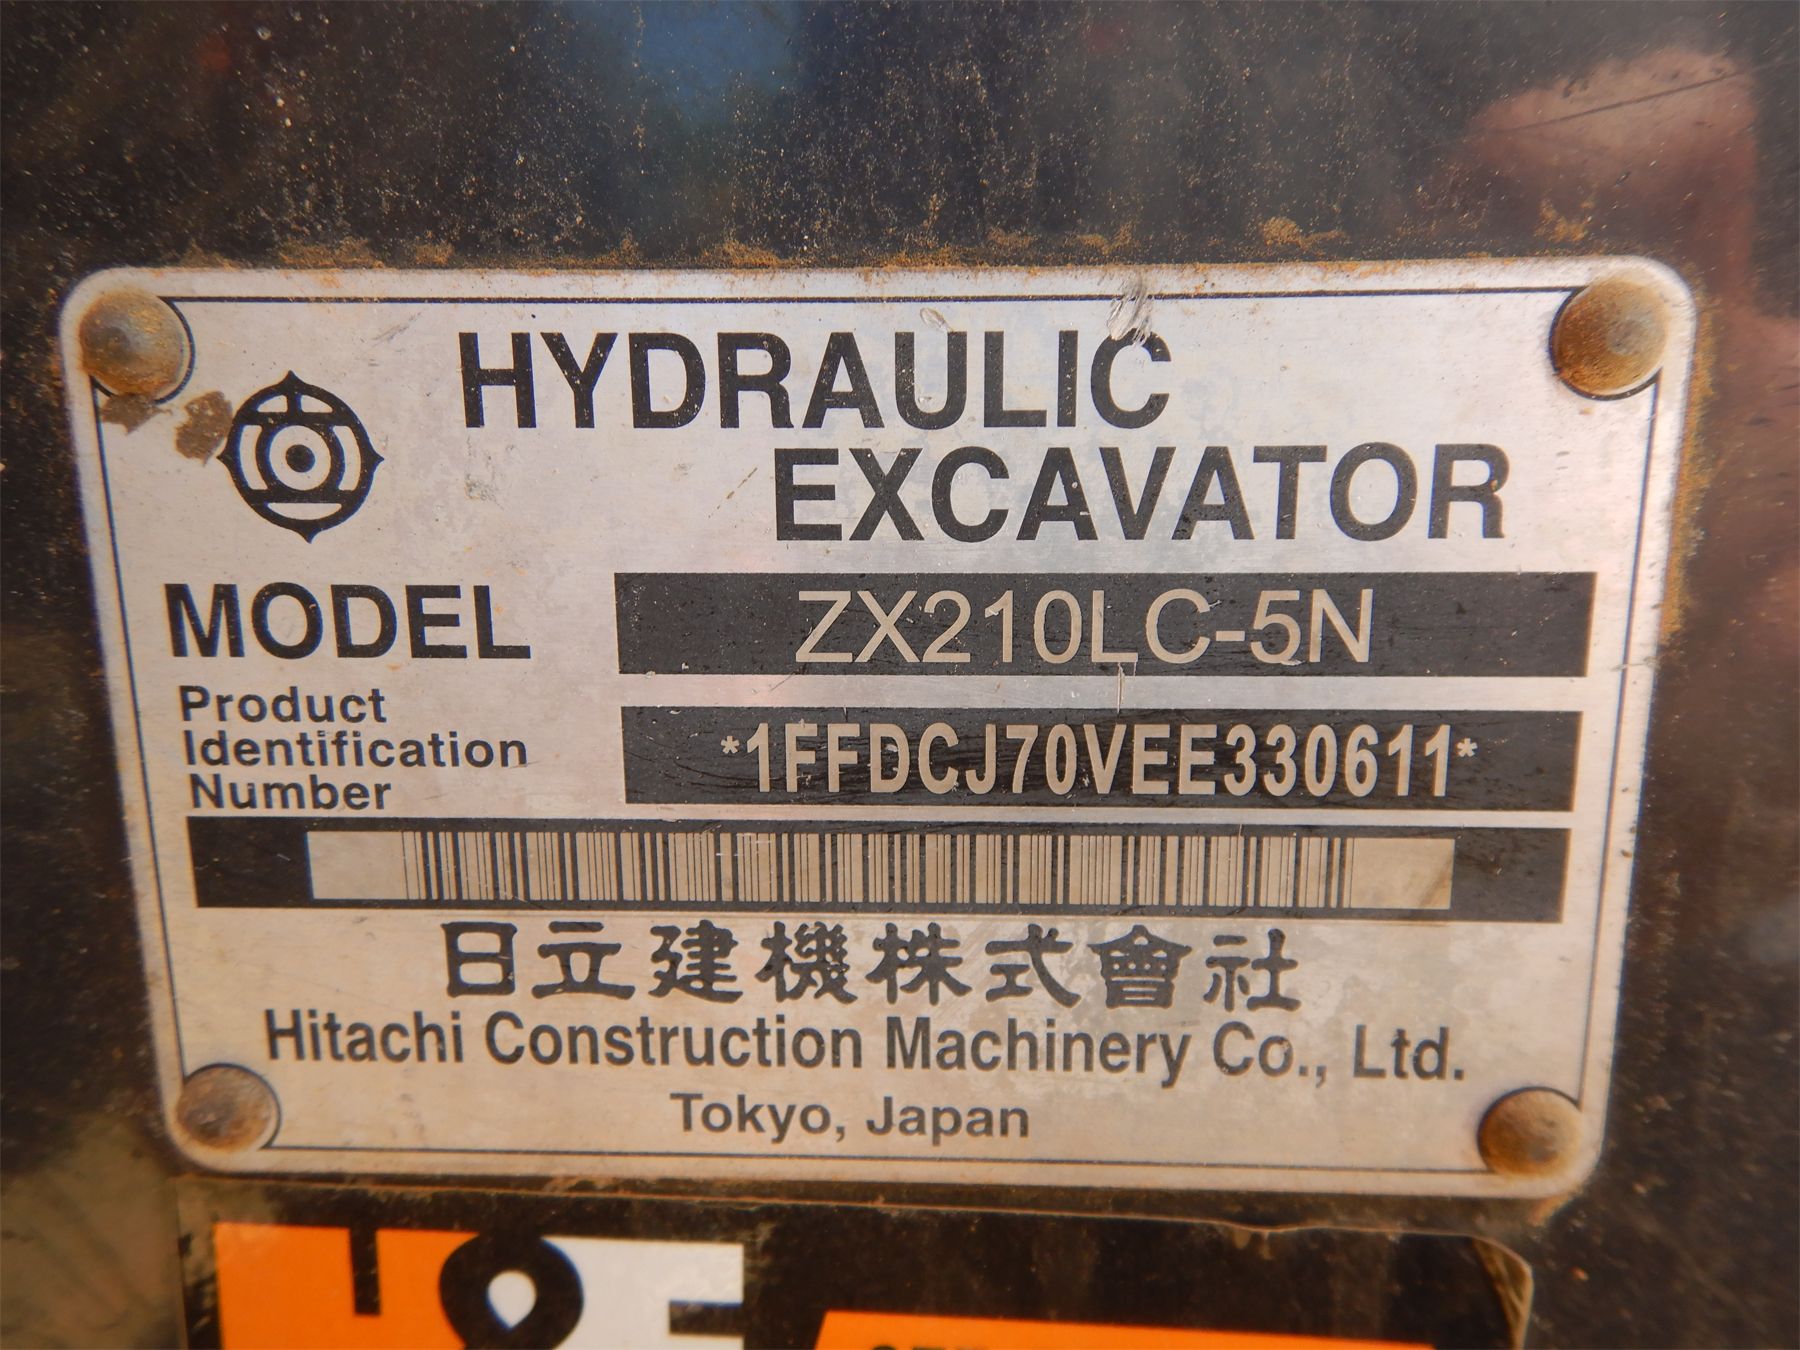 HYDRAULIC
EXCAVATOR
MODEL ZX210LC-5N
Product
Identification
Number
*1FFDCJ70VEE330611*
日立建機株式會社
Hitachi Construction Machinery Co., Ltd.
Tokyo, Japan